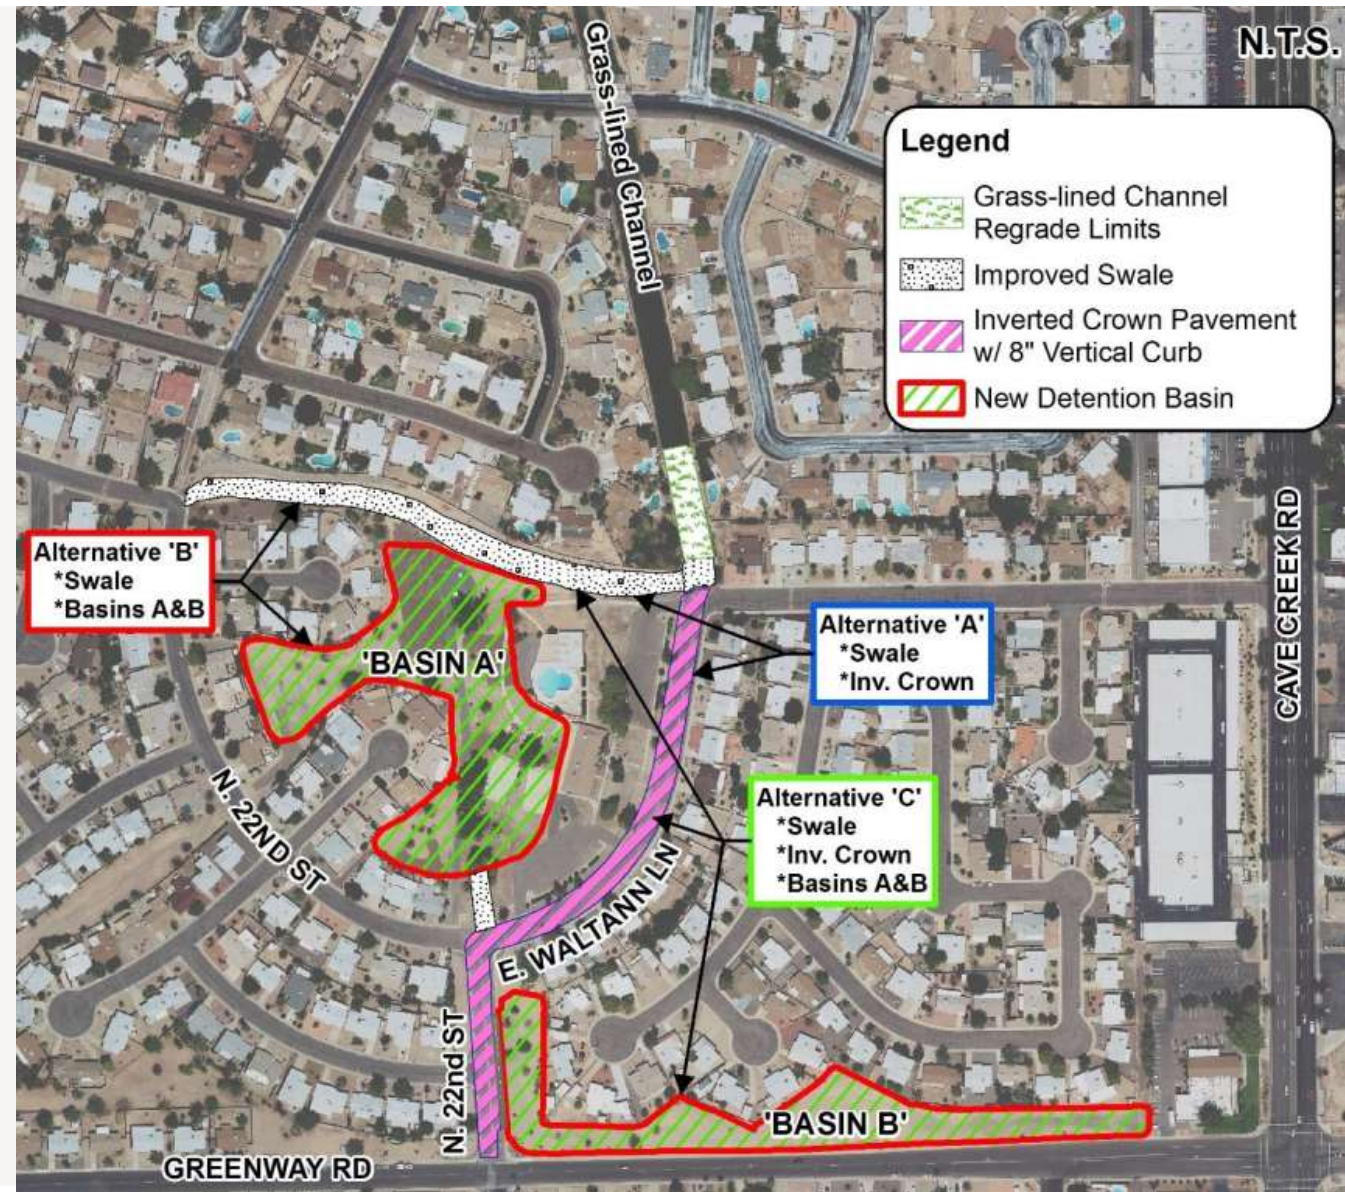 N.T.S.
Grass-lined Channel
Legend
Grass-lined Channel
Regrade Limits
Improved Swale
Inverted Crown Pavement
w/ 8" Vertical Curb
New Detention Basin
CAVE CREEK RD
Alternative 'B'
*Swale
*Basins A&B
'BASIN A'
Alternative 'A'
*Swale
*Inv. Crown
Alternative 'C'
*Swale
*Inv. Crown
*Basins A&B
N. 22ND ST
E. WALTANN LN
N. 22nd ST
'BASIN B'
GREENWAY RD